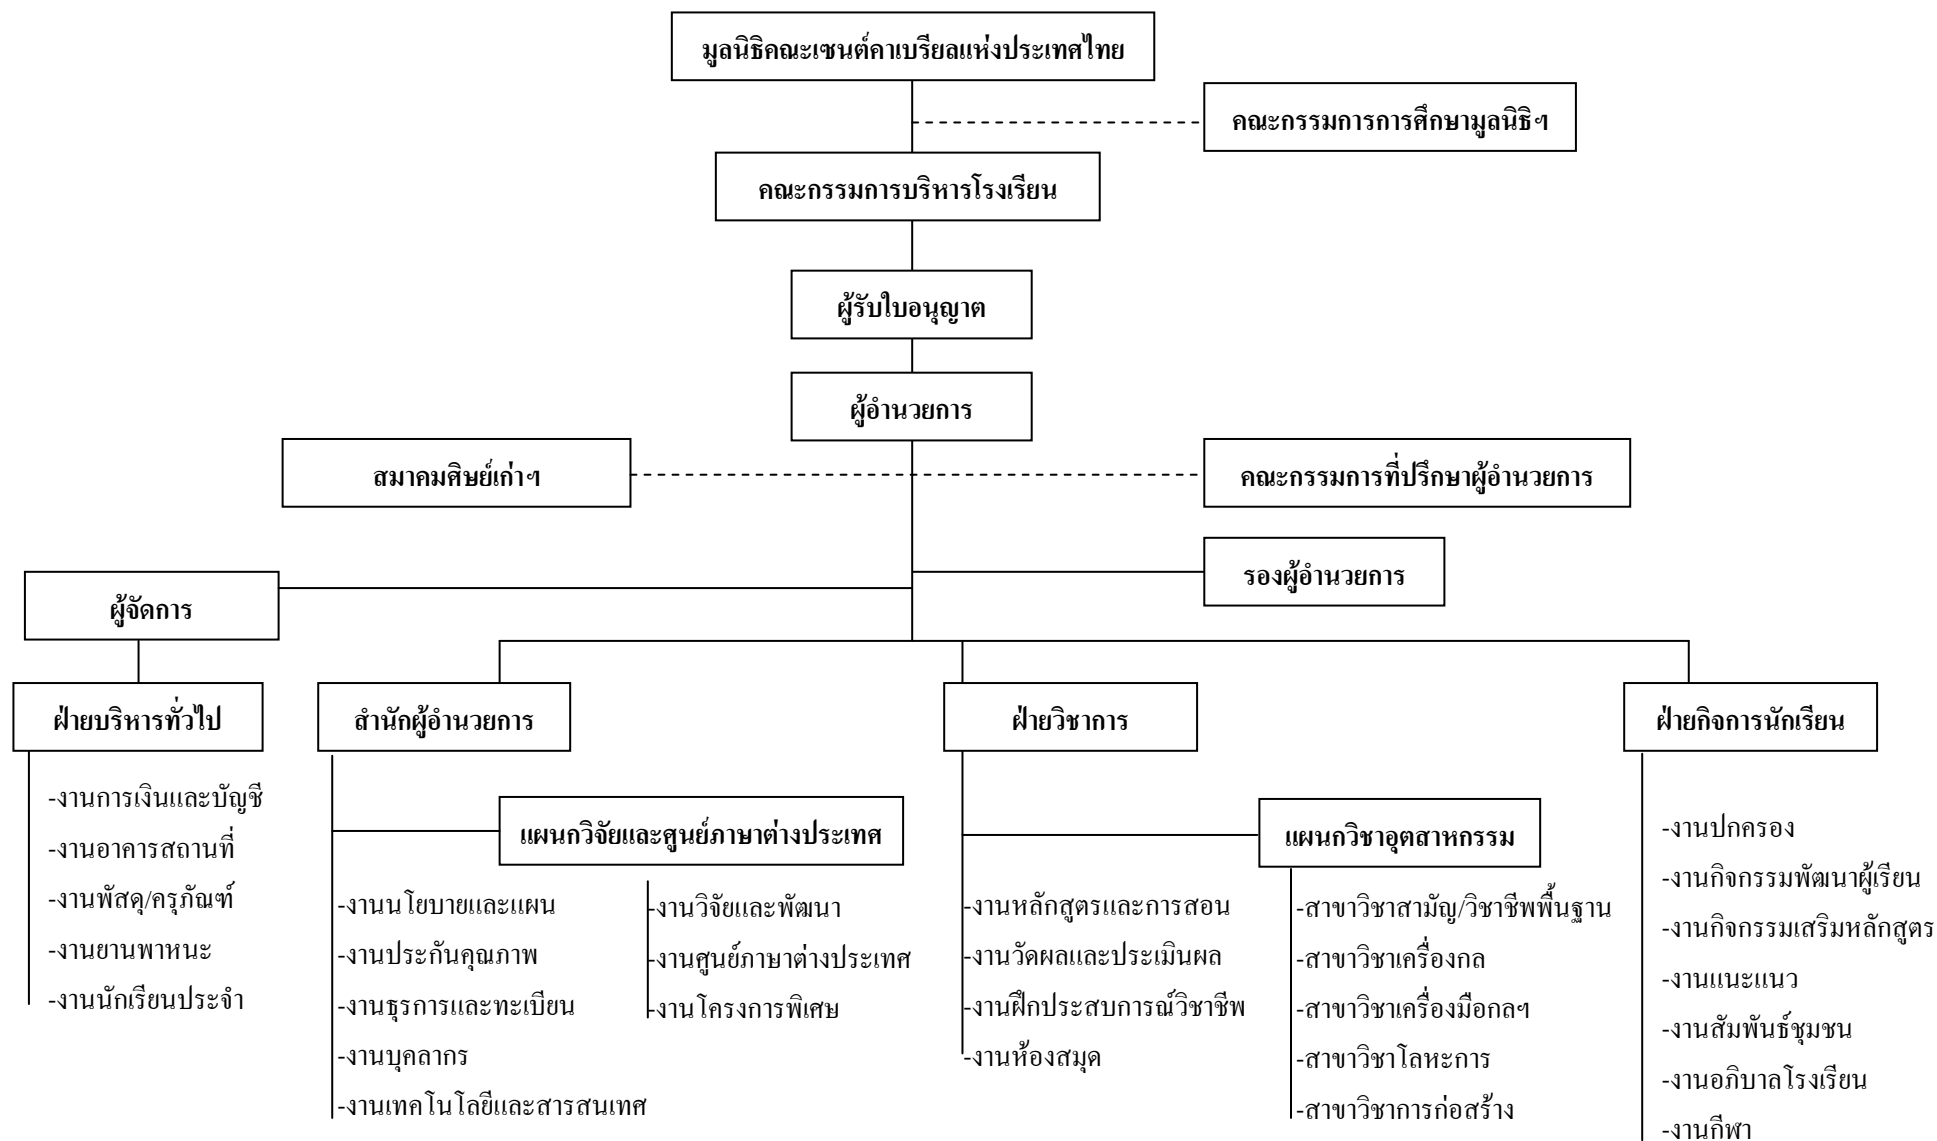 มูลนิธิคณะเซนต์คาเบรียลแห่งประเทศไทย
คณะกรรมการการศึกษามูลนิธิฯ
คณะกรรมการบริหารโรงเรียน
ผู้รับใบอนุญาต
ผู้อำนวยการ
สมาคมศิษย์เก่าฯ
คณะกรรมการที่ปรึกษาผู้อำนวยการ
รองผู้อำนวยการ
ผู้จัดการ
ฝ่ายบริหารทั่วไป
-งานการเงินและบัญชี
-งานอาคารสถานที่
-งานพัสดุ/ครุภัณฑ์
-งานยานพาหนะ
-งานนักเรียนประจำ
สำนักผู้อำนวยการ
แผนกวิจัยและศูนย์ภาษาต่างประเทศ
-งานนโยบายและแผน
-งานประกันคุณภาพ
-งานธุรการและทะเบียน
-งานบุคลากร
-งานเทคโนโลยีและสารสนเทศ
-งานวิจัยและพัฒนา
-งานศูนย์ภาษาต่างประเทศ
-งานโครงการพิเศษ
ฝ่ายวิชาการ
แผนกวิชาอุตสาหกรรม
-งานหลักสูตรและการสอน
-งานวัดผลและประเมินผล
-งานฝึกประสบการณ์วิชาชีพ
-งานห้องสมุด
-สาขาวิชาสามัญ/วิชาชีพพื้นฐาน
-สาขาวิชาเครื่องกล
-สาขาวิชาเครื่องมือกลฯ
-สาขาวิชาโลหะการ
-สาขาวิชาการก่อสร้าง
ฝ่ายกิจการนักเรียน
-งานปกครอง
-งานกิจกรรมพัฒนาผู้เรียน
-งานกิจกรรมเสริมหลักสูตร
-งานแนะแนว
-งานสัมพันธ์ชุมชน
-งานอภิบาลโรงเรียน
-งานกีฬา